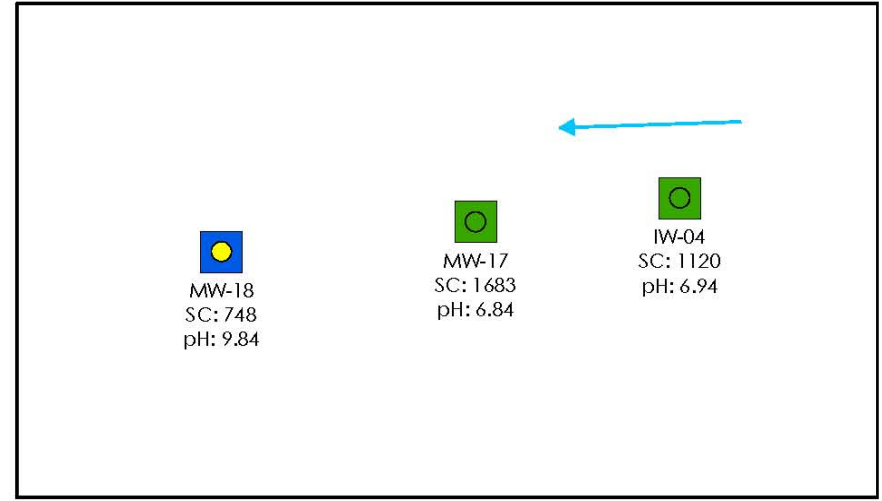 IW-04
SC: 1120
pH: 6.94
MW-17
SC: 1683
pH: 6.84
MW-18
SC: 748
pH: 9.84